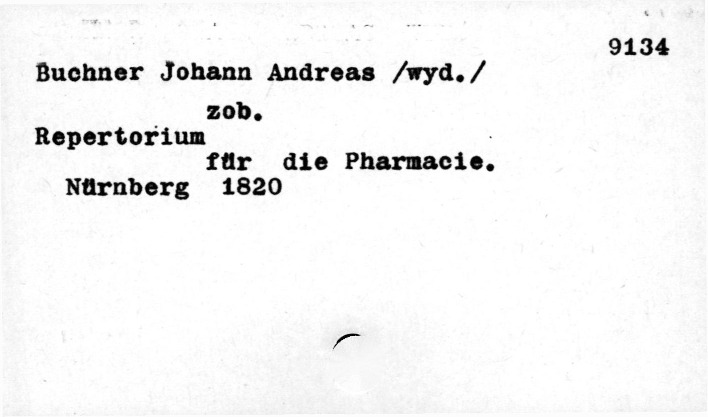 9134
Buchner Johann Andreas /wyd./
zob.
Repertorium
für die Pharmacie.
Nürnberg 1820